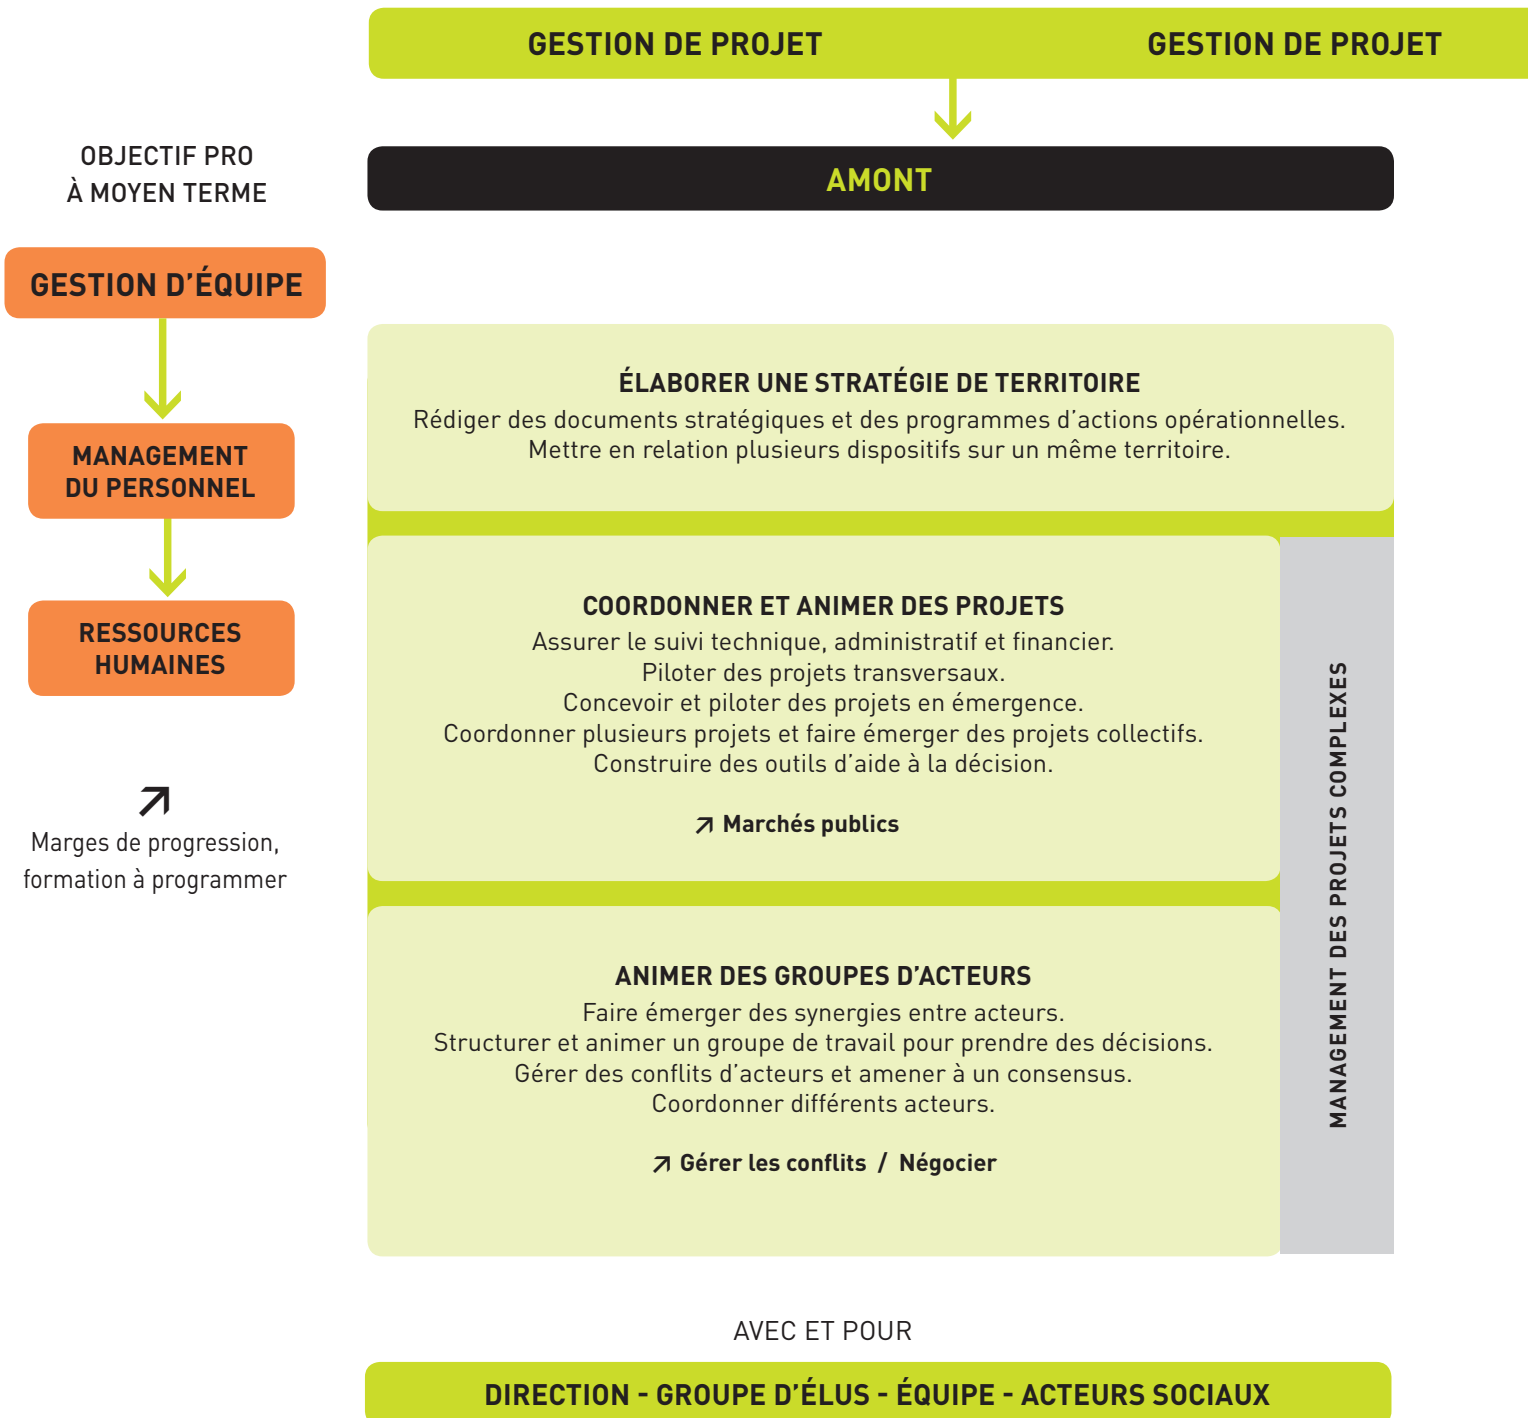 GESTION DE PROJET GESTION DE PROJET
OBJECTIF PRO
À MOYEN TERME
AMONT
GESTION D’ÉQUIPE
MANAGEMENT
DU PERSONNEL
RESSOURCES
HUMAINES
Marges de progression,
formation à programmer
ÉLABORER UNE STRATÉGIE DE TERRITOIRE
Rédiger des documents stratégiques et des programmes d’actions opérationnelles.
Mettre en relation plusieurs dispositifs sur un même territoire.
COORDONNER ET ANIMER DES PROJETS
Assurer le suivi technique, administratif et financier.
Piloter des projets transversaux.
Concevoir et piloter des projets en émergence.
Coordonner plusieurs projets et faire émerger des projets collectifs.
Construire des outils d’aide à la décision.
Marchés publics
ANIMER DES GROUPES D’ACTEURS
Faire émerger des synergies entre acteurs.
Structurer et animer un groupe de travail pour prendre des décisions.
Gérer des conflits d’acteurs et amener à un consensus.
Coordonner différents acteurs.
Gérer les conflits / Négocier
MANAGEMENT DES PROJETS COMPLEXES
AVEC ET POUR
DIRECTION - GROUPE D’ÉLUS - ÉQUIPE - ACTEURS SOCIAUX